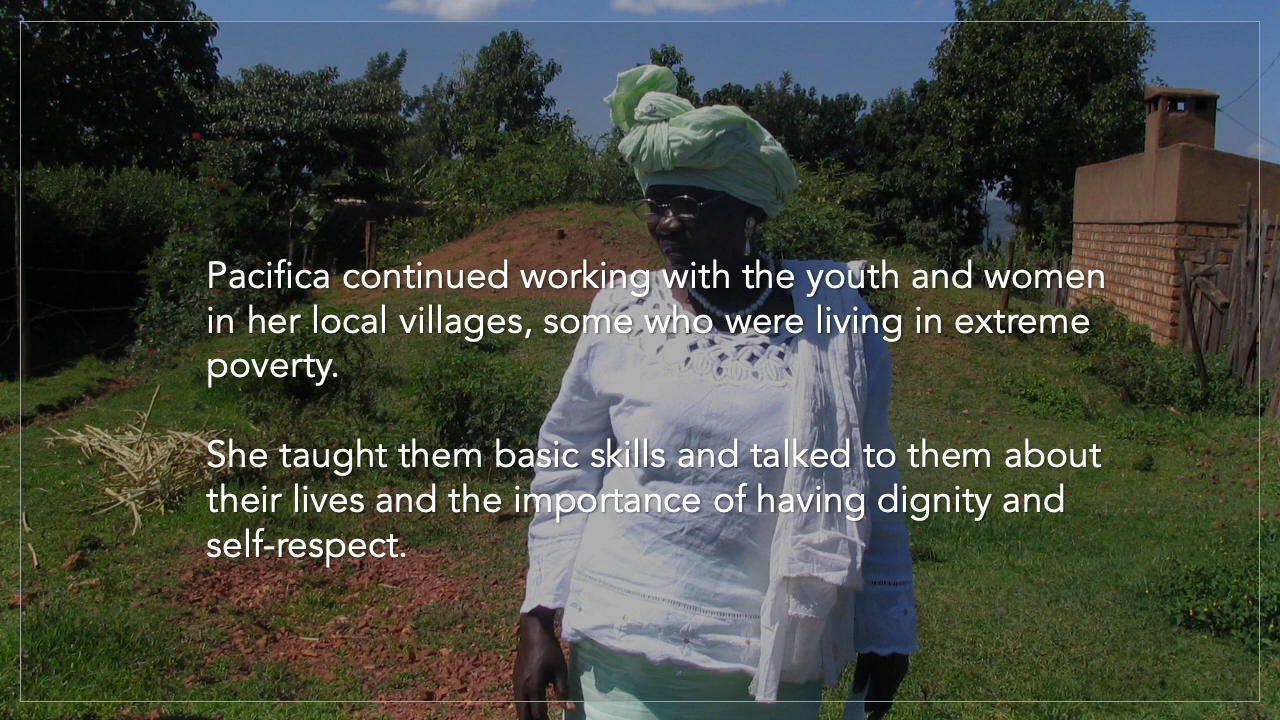 Pacifica continued working with the youth and women
in her local villages, some who were living in extreme
poverty.
She taught them basic skills and talked to them about
their lives and the importance of having dignity and
self-respect.